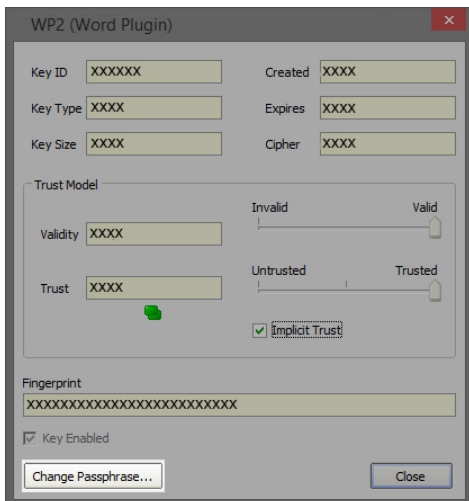 WP2 (Word Plugin)
Key ID XXXXXX Created XXXX
Key Type XXXX Expires XXXX
Key Size XXXX Cipher XXXX
Trust Model
Invalid Valid
Validity XXXX
Untrusted Trusted
Trust XXXX
Implicit Trust
Fingerprint
XXXXXXXXXXXXXXXXXXXXXXXXX
Key Enabled
Change Passphrase... Close